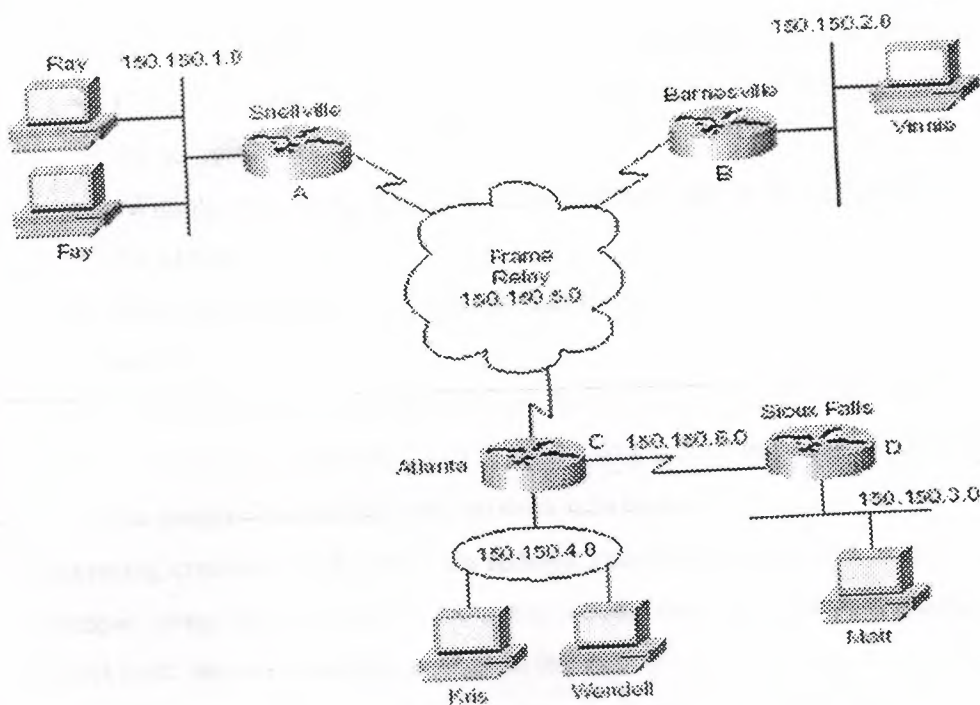 Ray
150.150.1.0
Snellville
A
Fay
150.150.2.0
Barnesville
B
Vinnie
Frame
Relay
150.150.5.0
Atlanta
C
150.150.6.0
Sioux Falls
D
150.150.3.0
150.150.4.0
Kris
Wendell
Matt